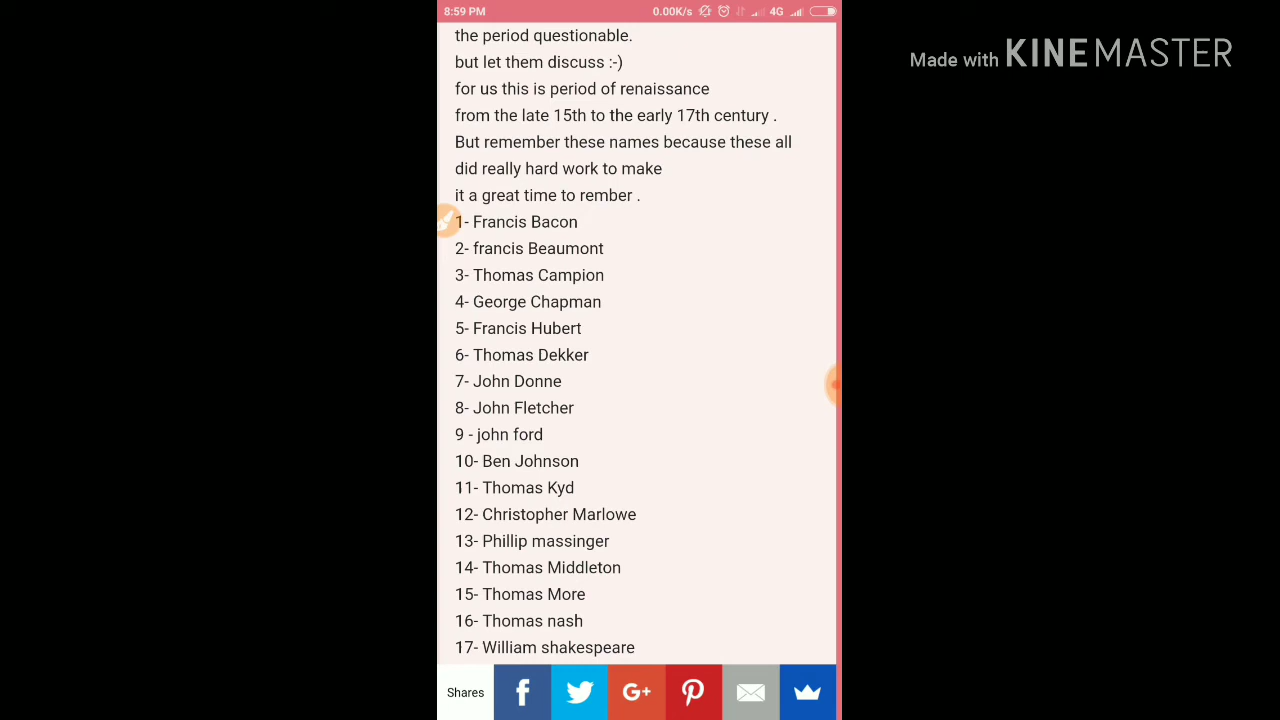 8:59 PM 0.00K/s 4G
Made with KINEMASTER
the period questionable.
but let them discuss :-)
for us this is period of renaissance
from the late 15th to the early 17th century .
But remember these names because these all
did really hard work to make
it a great time to rember .
1- Francis Bacon
2- francis Beaumont
3- Thomas Campion
4- George Chapman
5- Francis Hubert
6- Thomas Dekker
7- John Donne
8- John Fletcher
9 - john ford
10- Ben Johnson
11- Thomas Kyd
12- Christopher Marlowe
13- Phillip massinger
14- Thomas Middleton
15- Thomas More
16- Thomas nash
17- William shakespeare
Shares f G+